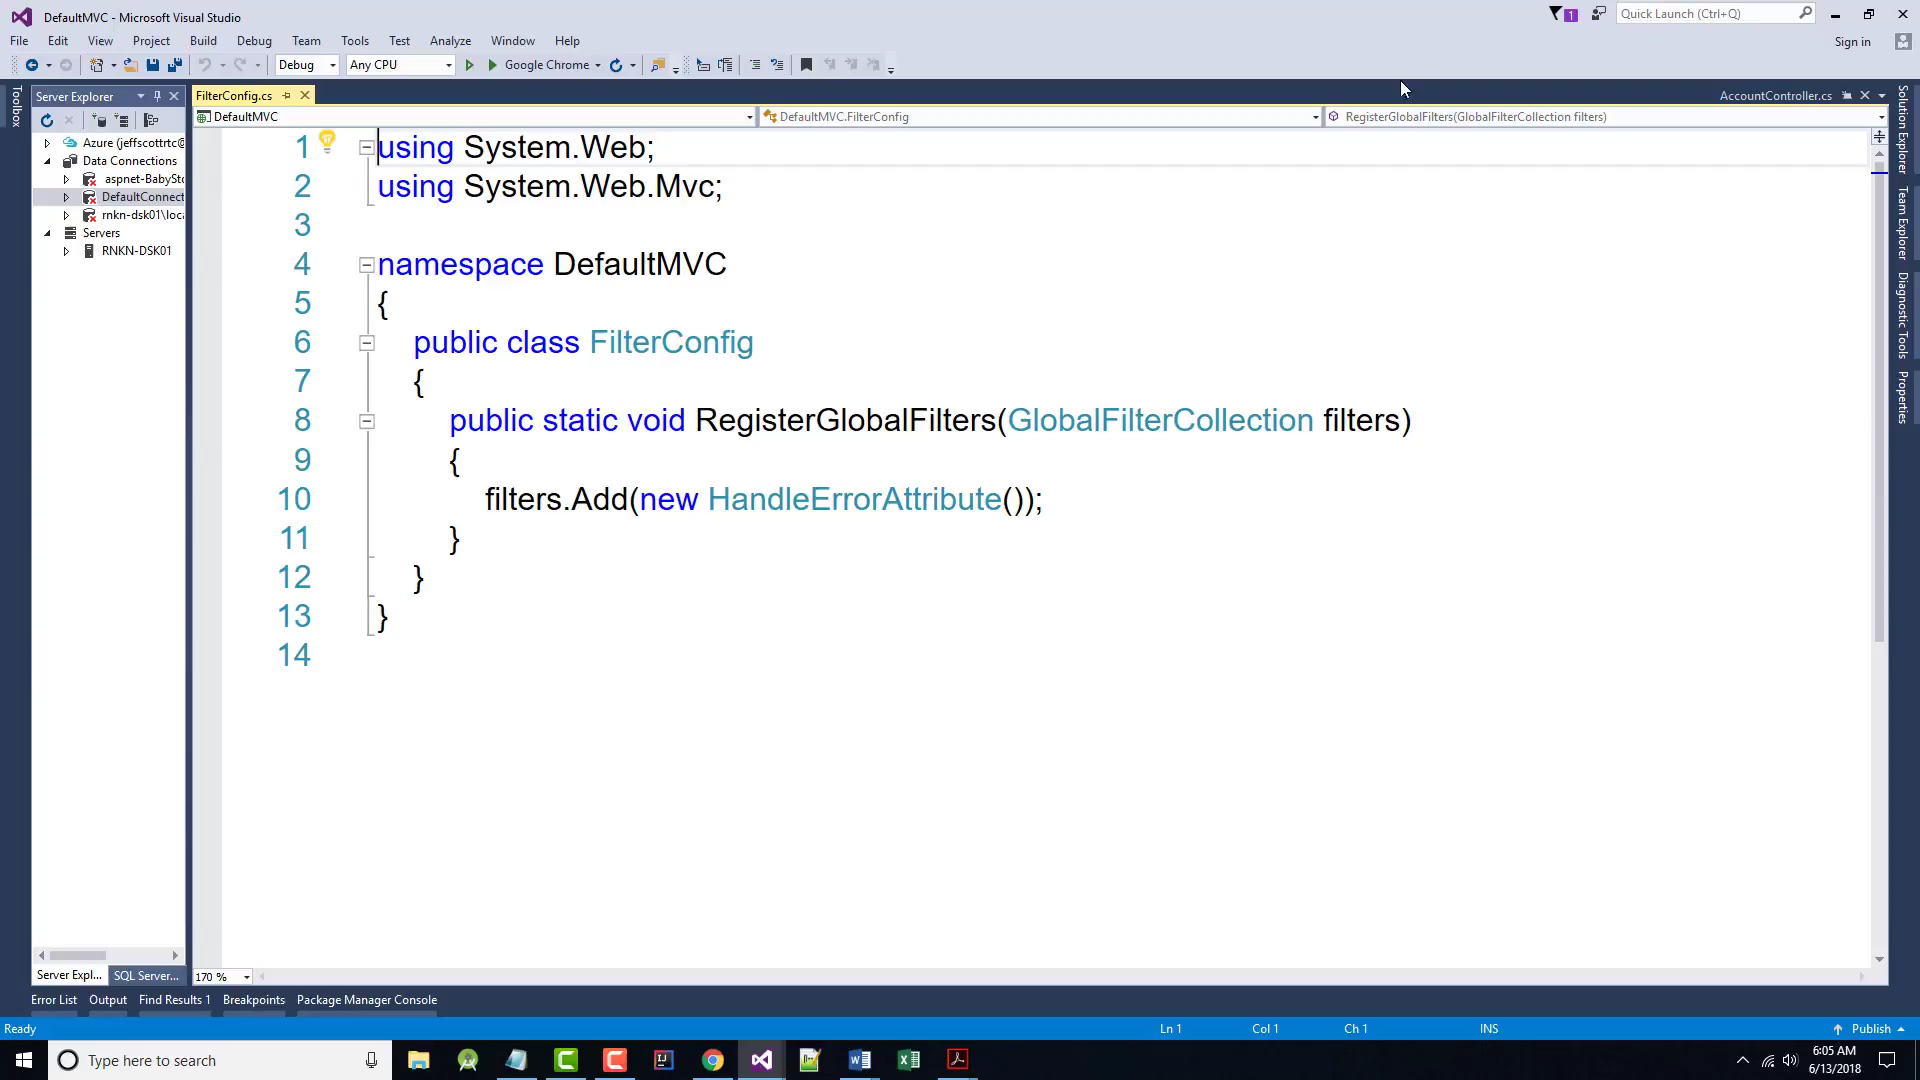 DefaultMVC - Microsoft Visual Studio
1
Quick Launch (Ctrl+Q)
File Edit View Project Build Debug Team Tools Test Analyze Window Help
Sign in
Debug Any CPU Google Chrome
Toolbox
Server Explorer
FilterConfig.cs
AccountController.cs
DefaultMVC
DefaultMVC.FilterConfig
RegisterGlobalFilters(GlobalFilterCollection filters)
Azure (jeffscottrtc@
Data Connections
aspnet-BabySto
DefaultConnect
rnkn-dsk01\loca
Servers
RNKN-DSK01
1 using System.Web;
2 using System.Web.Mvc;
3
4 namespace DefaultMVC
5 {
6 public class FilterConfig
7 {
8 public static void RegisterGlobalFilters(GlobalFilterCollection filters)
9 {
10 filters.Add(new HandleErrorAttribute());
11 }
12 }
13 }
14
Solution Explorer
Team Explorer
Diagnostic Tools
Properties
Server Expl... SQL Server...
170 %
Error List Output Find Results 1 Breakpoints Package Manager Console
Ready
Ln 1 Col 1 Ch 1 INS
Publish
Type here to search
6:05 AM
6/13/2018